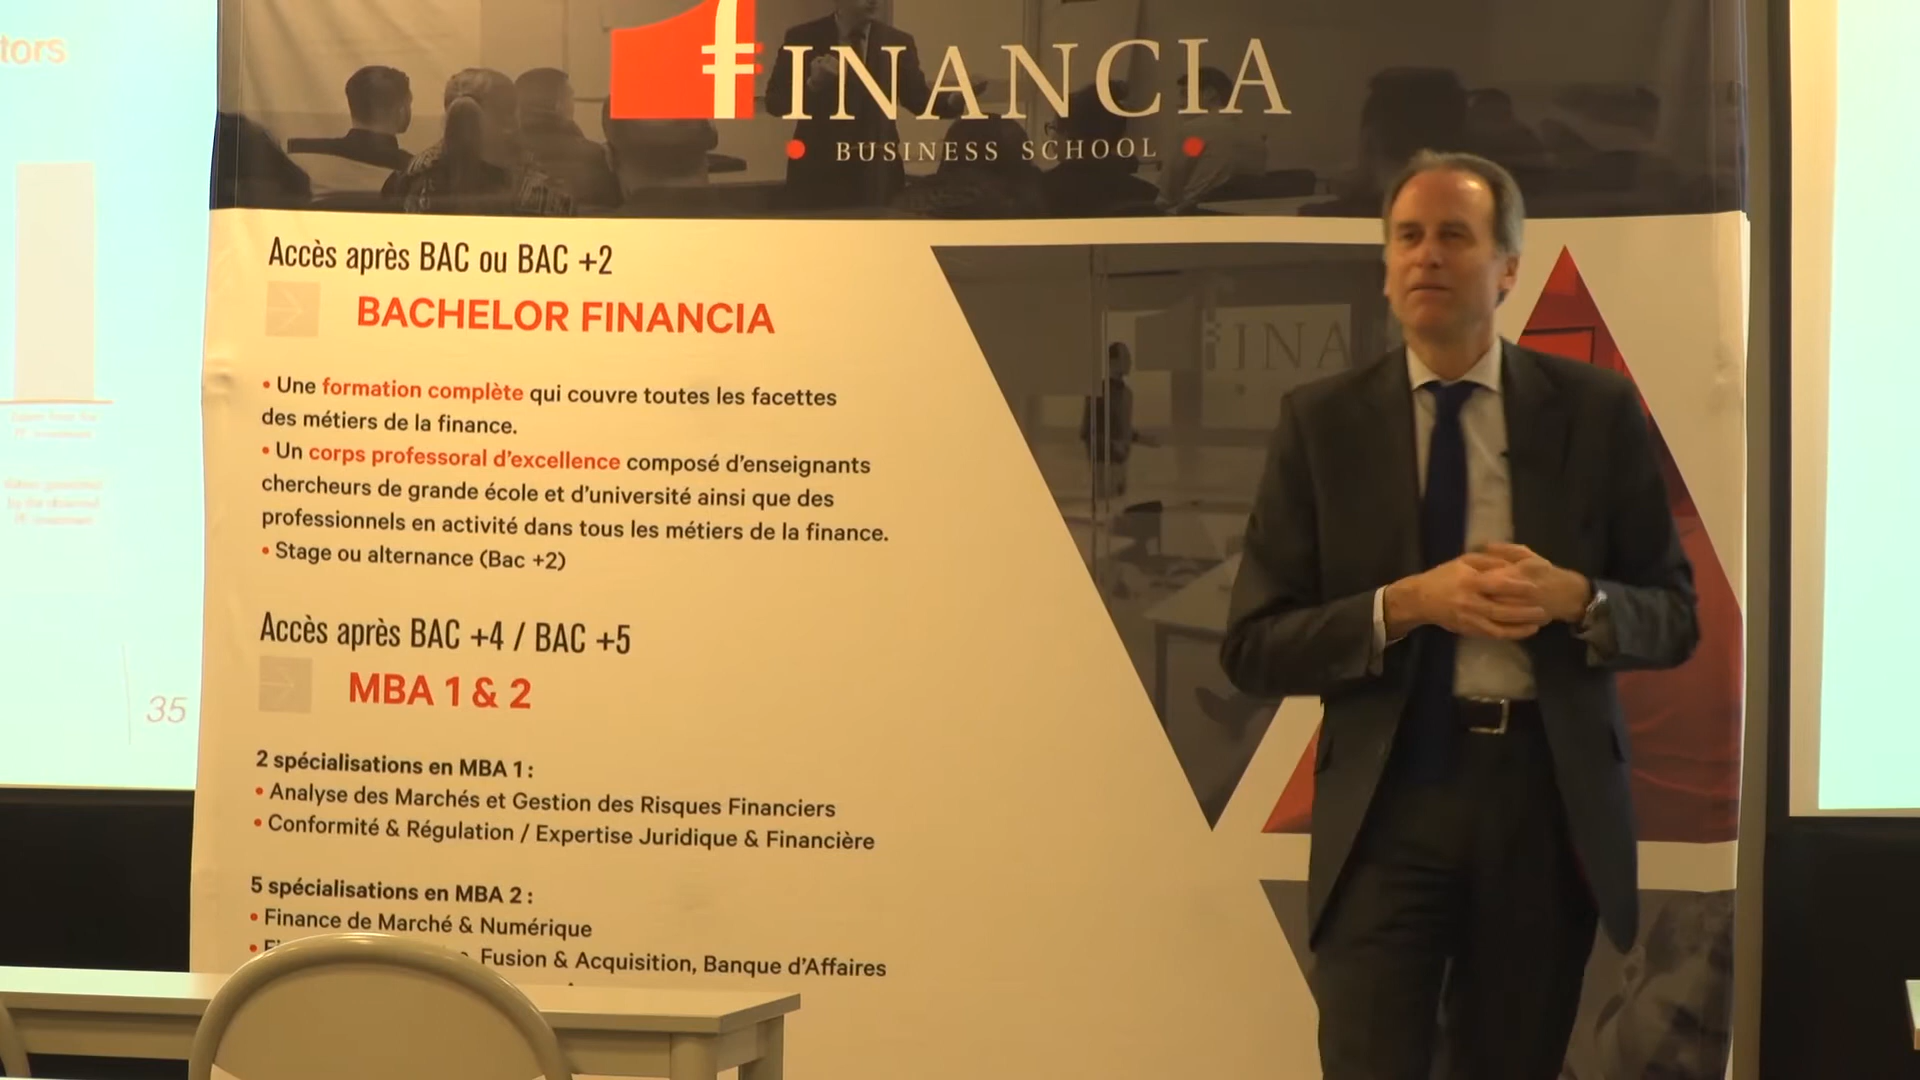 tors
35
FINANCIA
BUSINESS SCHOOL
Accès après BAC ou BAC +2
BACHELOR FINANCIA
• Une formation complète qui couvre toutes les facettes
des métiers de la finance.
• Un corps professoral d'excellence composé d'enseignants
chercheurs de grande école et d'université ainsi que des
professionnels en activité dans tous les métiers de la finance.
• Stage ou alternance (Bac +2)
Accès après BAC +4 / BAC +5
MBA 1 & 2
2 spécialisations en MBA 1 :
• Analyse des Marchés et Gestion des Risques Financiers
• Conformité & Régulation / Expertise Juridique & Financière
5 spécialisations en MBA 2 :
• Finance de Marché & Numérique
Fusion & Acquisition, Banque d'Affaires
FINA